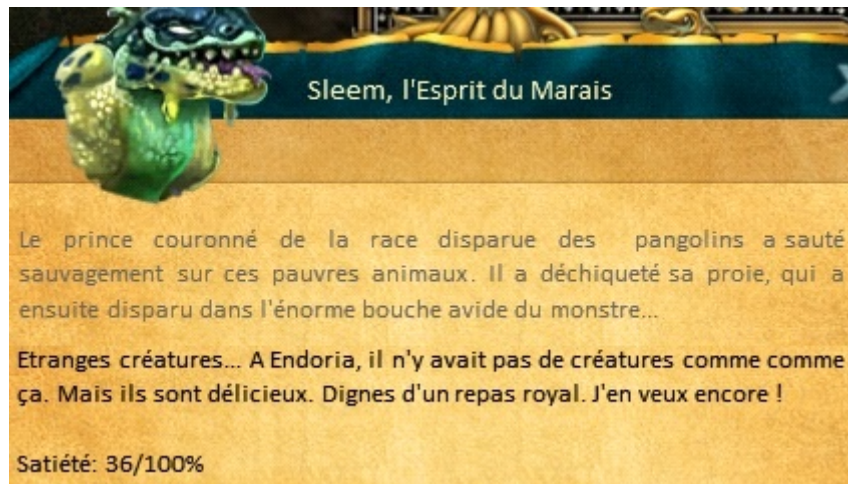 Sleem, l'Esprit du Marais
Le prince couronné de la race disparue des pangolins a sauté
sauvagement sur ces pauvres animaux. Il a déchiqueté sa proie, qui a
ensuite disparu dans l'énorme bouche avide du monstre...
Etranges créatures... A Endoria, il n'y avait pas de créatures comme comme
ça. Mais ils sont délicieux. Dignes d'un repas royal. J'en veux encore !
Satiété: 36/100%